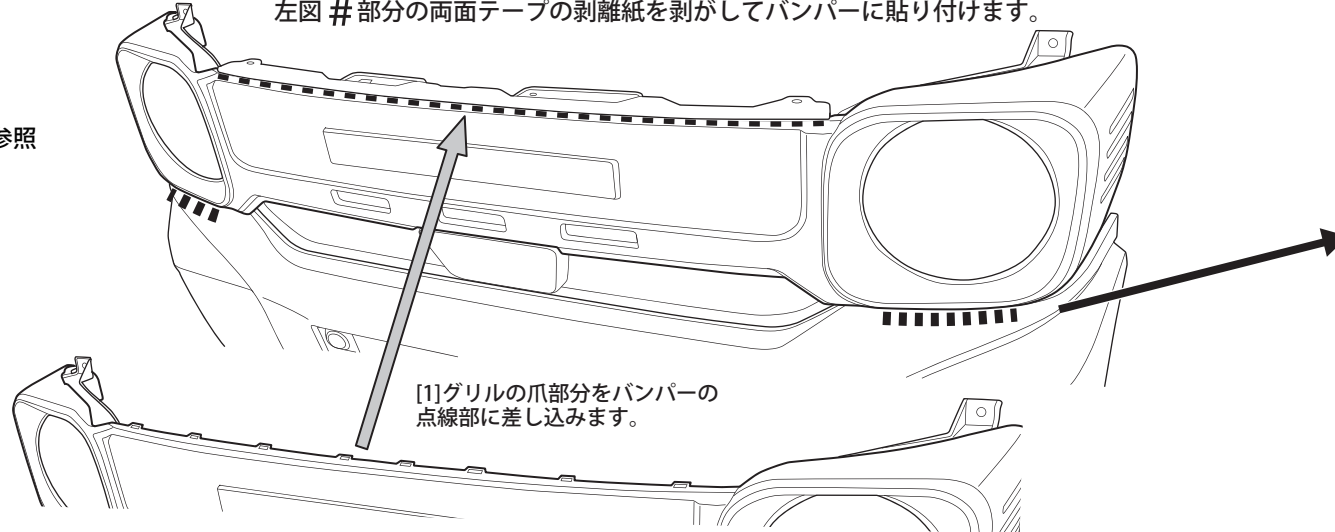 左図 # 部分の両面テープの剥離紙を剥がしてバンパーに貼り付けます。
参照
[1]グリルの爪部分をバンパーの
点線部に差し込みます。